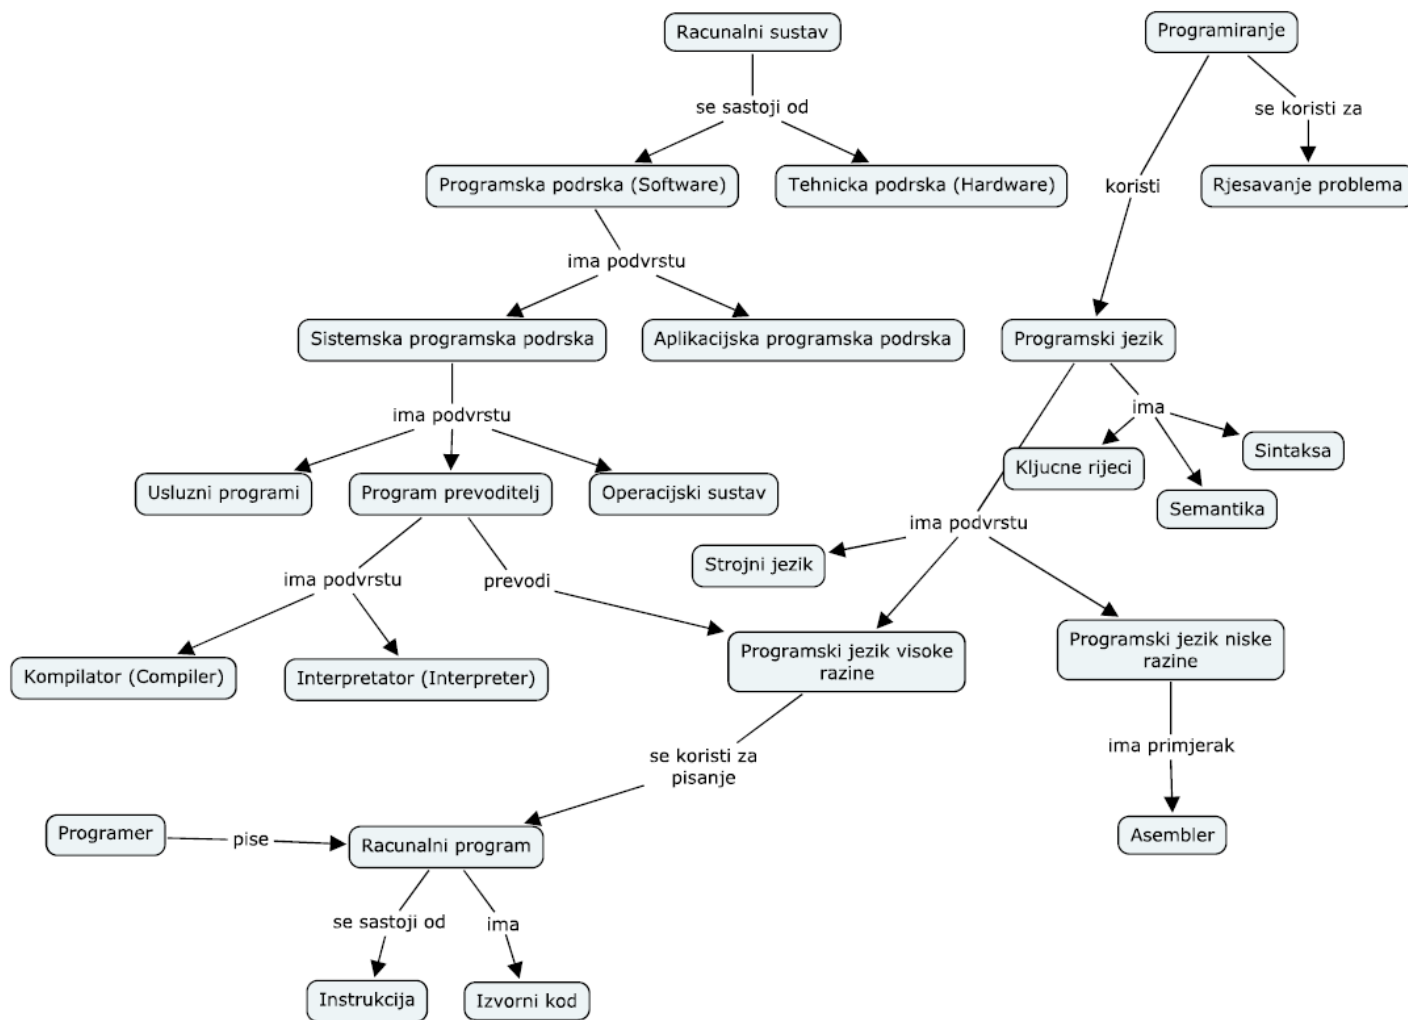 Racunalni sustav
Programiranje
se sastoji od
se koristi za
Programska podrska (Software)
Tehnicka podrska (Hardware)
koristi
Rjesavanje problema
ima podvrstu
Sistemska programska podrska
Aplikacijska programska podrska
Programski jezik
ima podvrstu
ima
Usluzni programi
Program prevoditelj
Operacijski sustav
Kljucne rijeci
Sintaksa
Semantika
ima podvrstu
Strojni jezik
ima podvrstu
prevodi
Kompilator (Compiler)
Interpretator (Interpreter)
Programski jezik visoke
razine
Programski jezik niske
razine
se koristi za
pisanje
ima primjerak
Programer
pise
Racunalni program
Asembler
se sastoji od
ima
Instrukcija
Izvorni kod